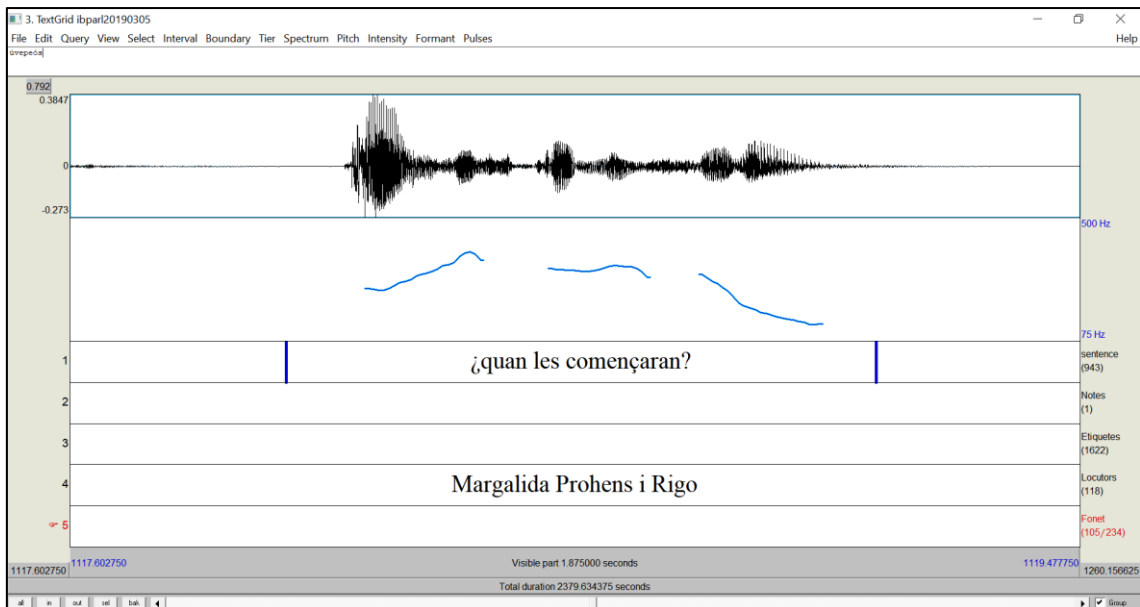 3. TextGrid ibparl20190305
File Edit Query View Select Interval Boundary Tier Spectrum Pitch Intensity Formant Pulses Help
úvepeós
0.792
0.3847
0
-0.273
500 Hz
75 Hz
1 ¿quan les començaran? sentence
(943)
2 Notes
(1)
3 Etiquetes
(1622)
4 Margalida Prohens i Rigo Locutors
(118)
☞ 5 Fonet
(105/234)
1117.602750 1117.602750 Visible part 1.875000 seconds 1119.477750 1260.156625
Total duration 2379.634375 seconds
all in out sel bak Group